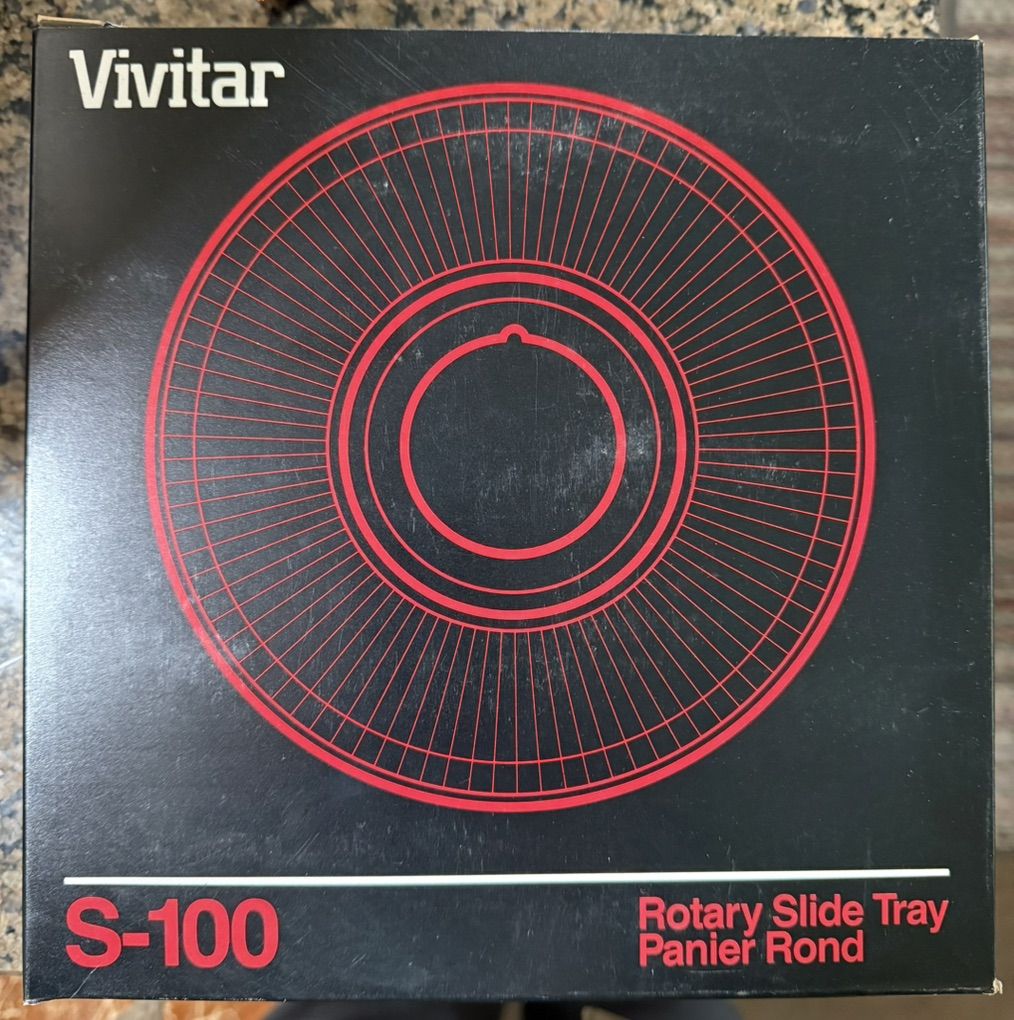 Vivitar
S-100
Rotary Slide Tray
Panier Rond